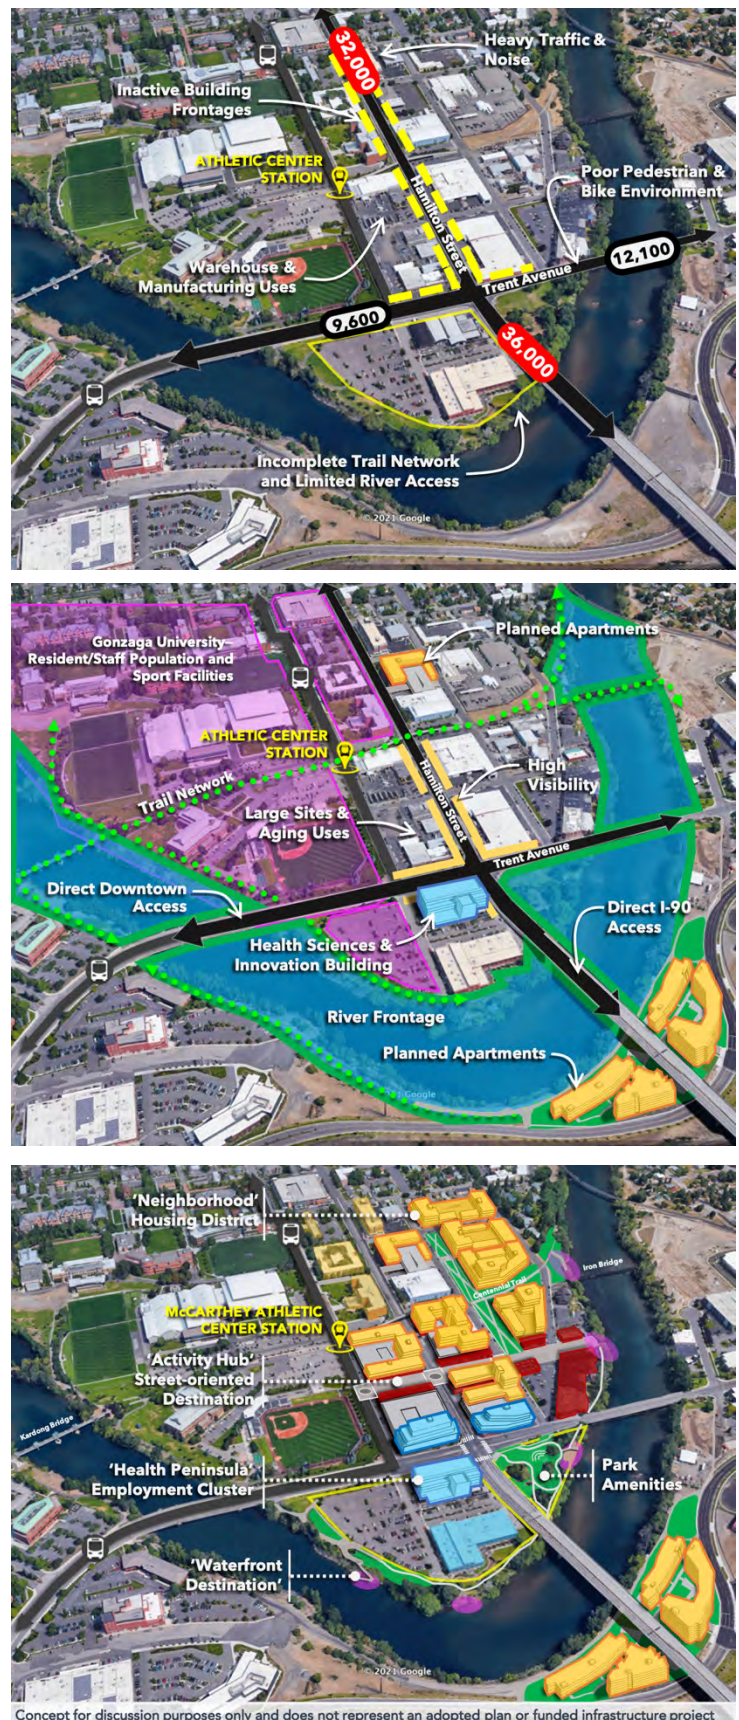 32,000
Heavy Traffic &
Noise
Inactive Building
Frontages
ATHLETIC CENTER
STATION
Hamilton Street
Poor Pedestrian &
Bike Environment
12,100
Warehouse &
Manufacturing Uses
Trent Avenue
9,600
36,000
Incomplete Trail Network
and Limited River Access
© 2021 Google
Planned Apartments
Gonzaga University–
Resident/Staff Population and
Sport Facilities
ATHLETIC CENTER
STATION
Trail Network
High
Visibility
Hamilton Street
Large Sites &
Aging Uses
Trent Avenue
Direct Downtown
Access
Direct I-90
Access
Health Sciences &
Innovation Building
River Frontage
Planned Apartments
1 Google
'Neighborhood'
Housing District
Iron Bridge
Centennial Trail
McCARTHEY ATHLETIC
CENTER STATION
'Activity Hub'
Street-oriented
Destination
Kardong Bridge
'Health Peninsula'
Employment Cluster
Park
Amenities
'Waterfront
Destination'
© 2021 Google
Concept for discussion purposes only and does not represent an adopted plan or funded infrastructure project